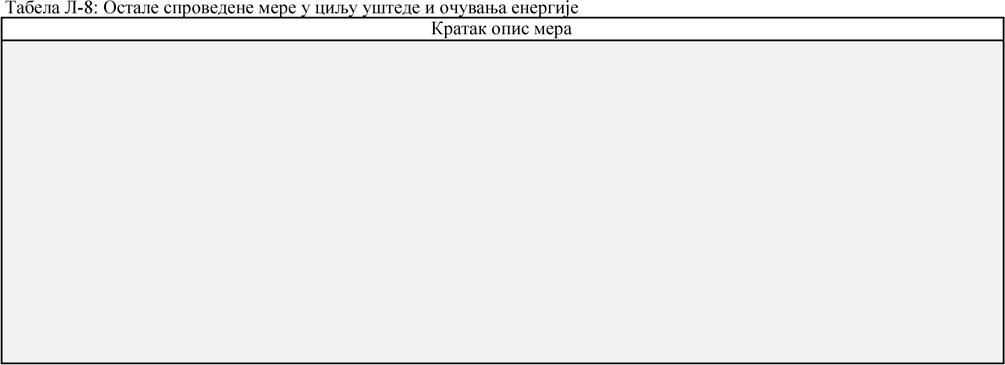 Табела Л-8: Остале спроведене мере у циљу уштеде и очувања енергије
Кратак опис мера